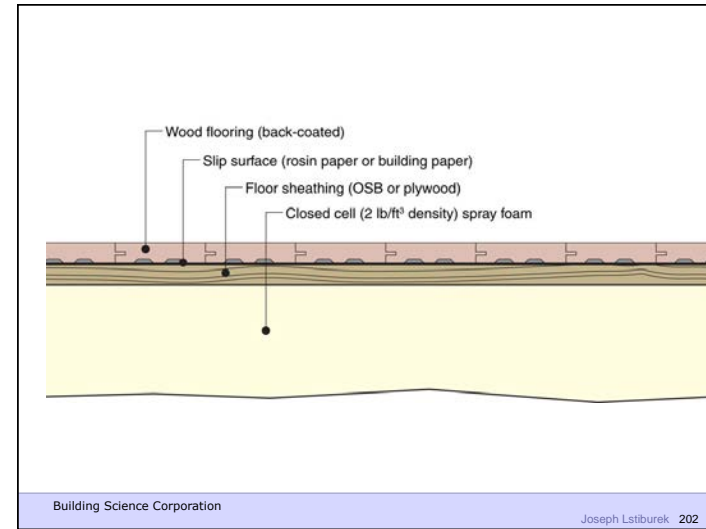 Wood flooring (back-coated)
Slip surface (rosin paper or building paper)
Floor sheathing (OSB or plywood)
Closed cell (2 lb/ft³ density) spray foam
Building Science Corporation
Joseph Lstiburek 202